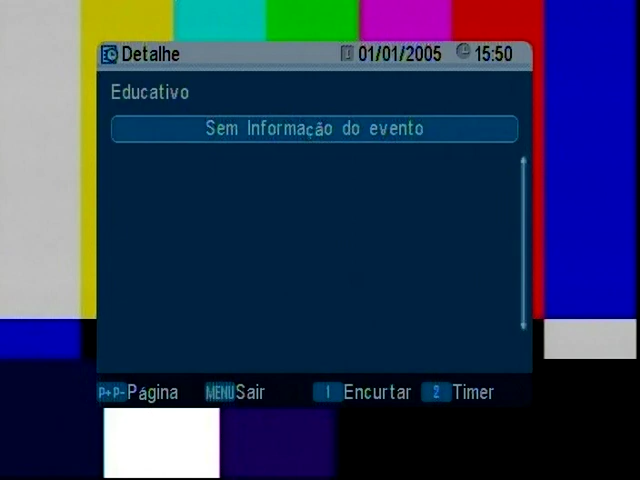 Detalhe 01/01/2005 15:50
Educativo
Sem Informação do evento
P+P- Página MENU Sair 1 Encurtar 2 Timer